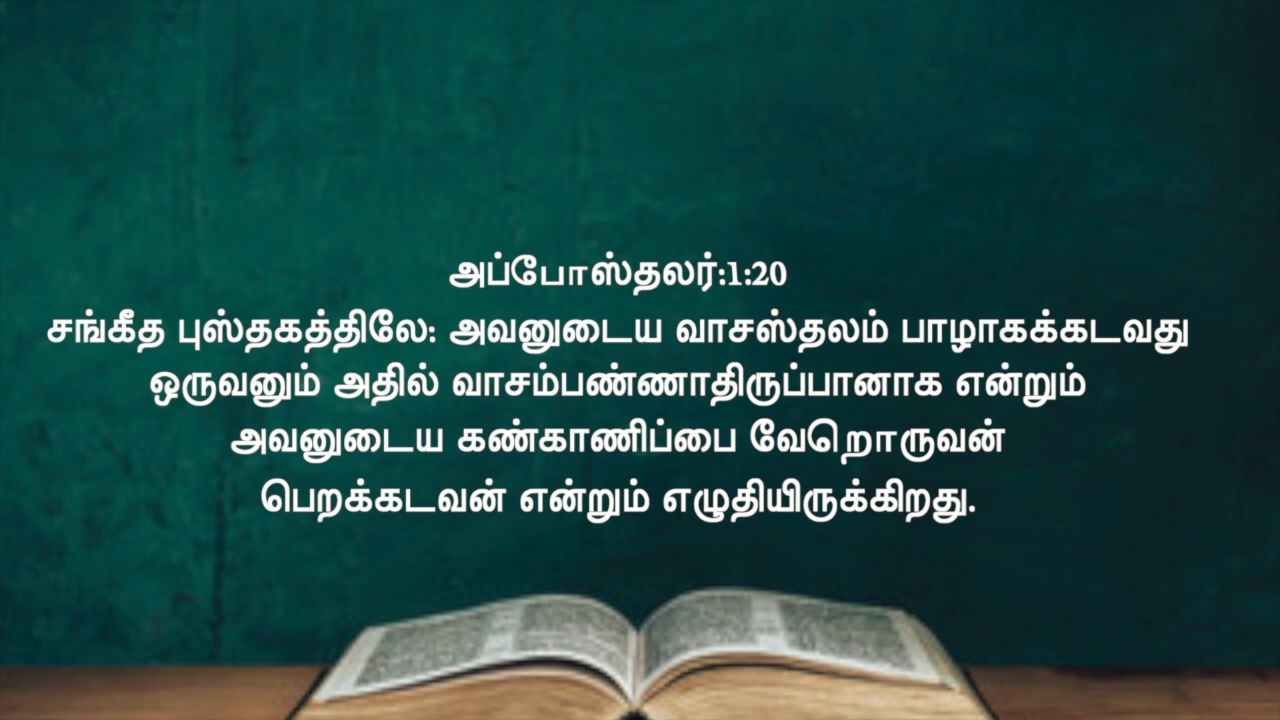 அப்போஸ்தலர்:1:20
சங்கீத புஸ்தகத்திலே: அவனுடைய வாசஸ்தலம் பாழாகக்கடவது
ஒருவனும் அதில் வாசம்பண்ணாதிருப்பானாக என்றும்
அவனுடைய கண்காணிப்பை வேறொருவன்
பெறக்கடவன் என்றும் எழுதியிருக்கிறது.